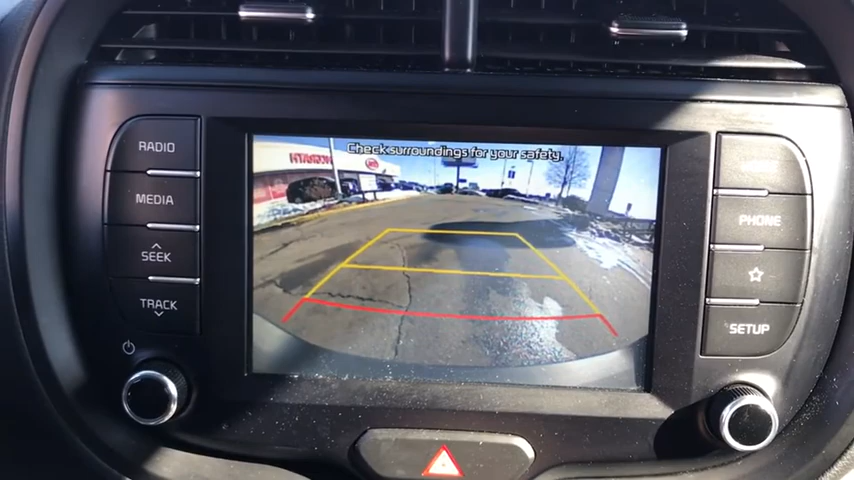 Check surroundings for your safety.
RADIO
MEDIA
SEEK
TRACK
PHONE
SETUP